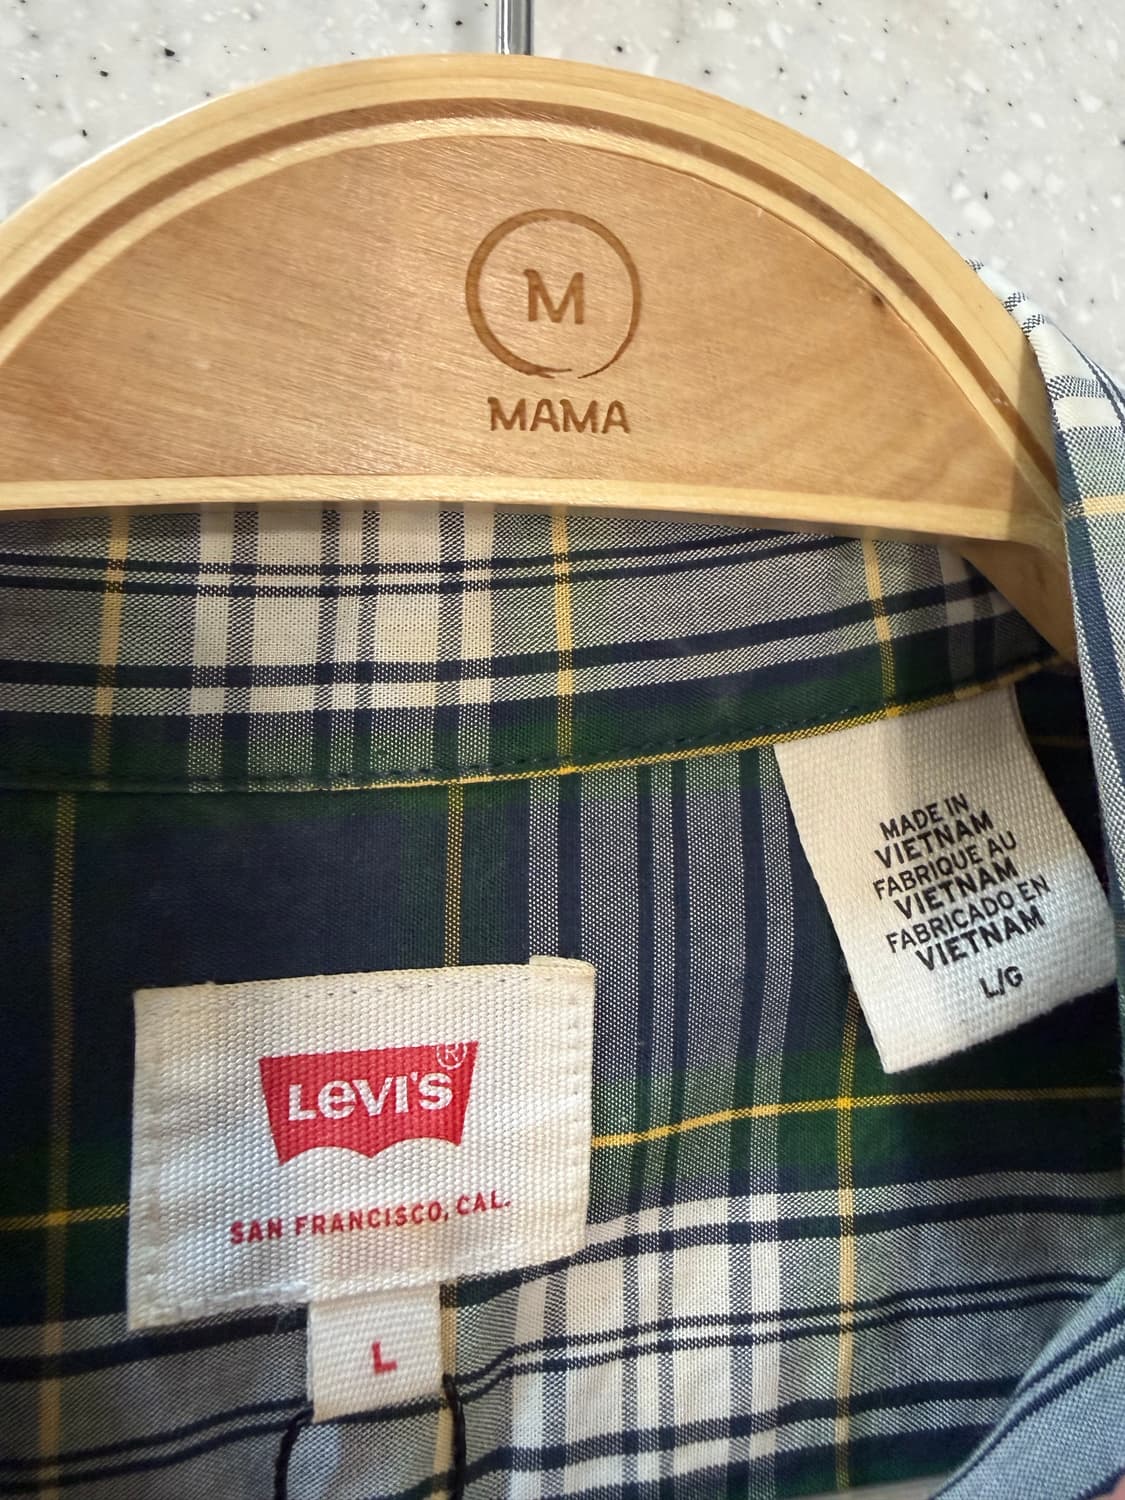 M
MAMA
MADE IN
VIETNAM
FABRIQUE AU
VIETNAM
FABRICADO EN
VIETNAM
L/G
LEVI'S®
SAN FRANCISCO, CAL.
L